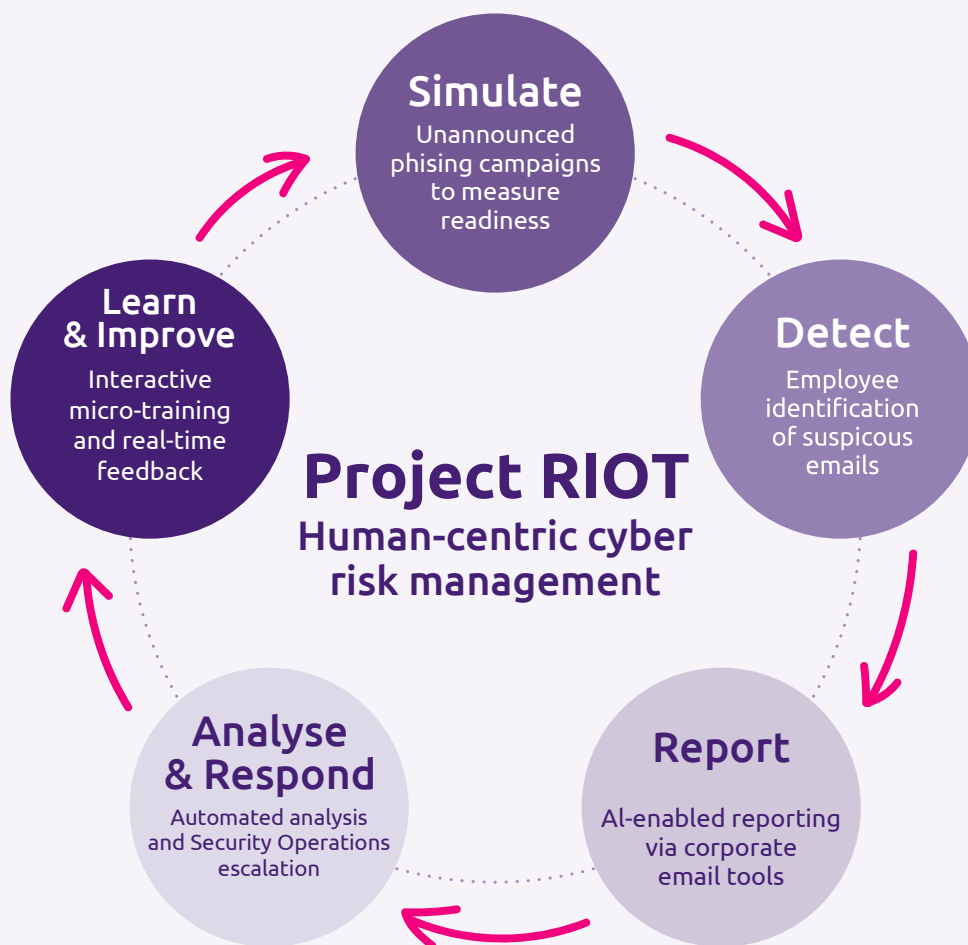 Simulate
Unannounced
phising campaigns
to measure
readiness
Detect
Employee
identification
of suspicous
emails
Report
AI-enabled reporting
via corporate
email tools
Analyse
& Respond
Automated analysis
and Security Operations
escalation
Learn
& Improve
Interactive
micro-training
and real-time
feedback
Project RIOT
Human-centric cyber
risk management